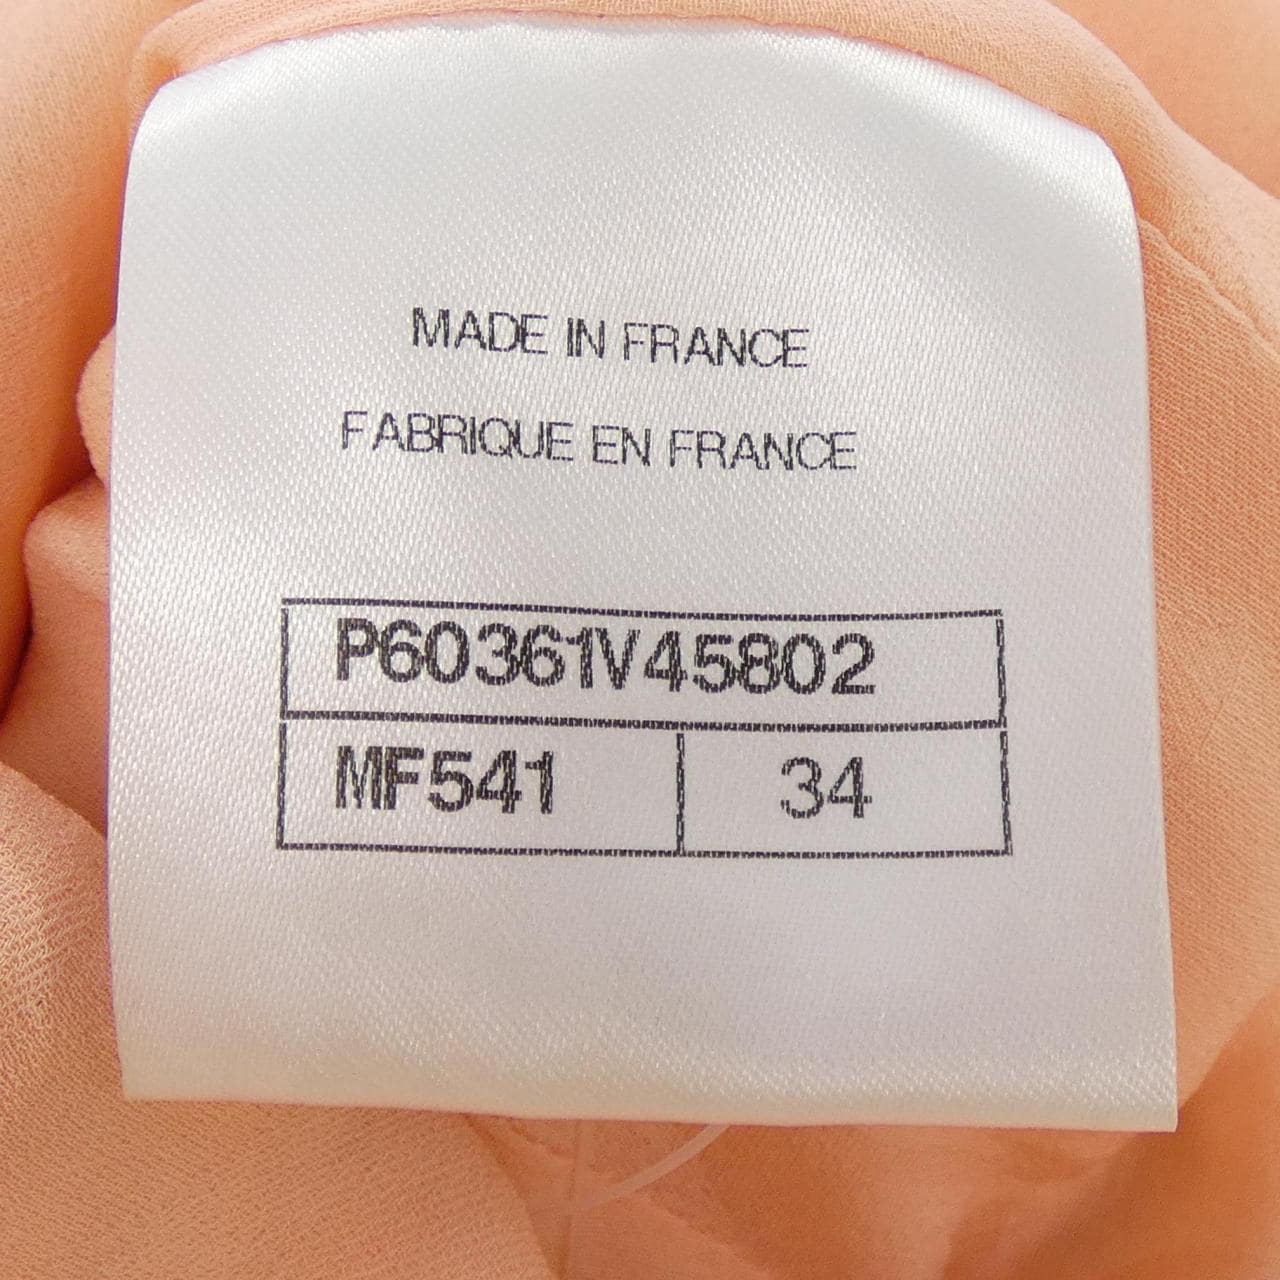 MADE IN FRANCE
FABRIQUE EN FRANCE
P60361V45802
MF541 34